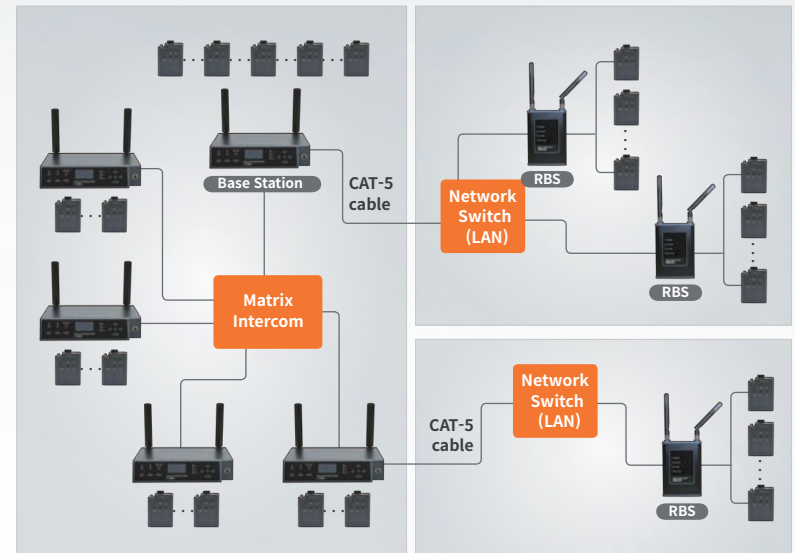 Base Station
CAT-5
cable
Network
Switch
(LAN)
RBS
RBS
Matrix
Intercom
CAT-5
cable
Network
Switch
(LAN)
RBS